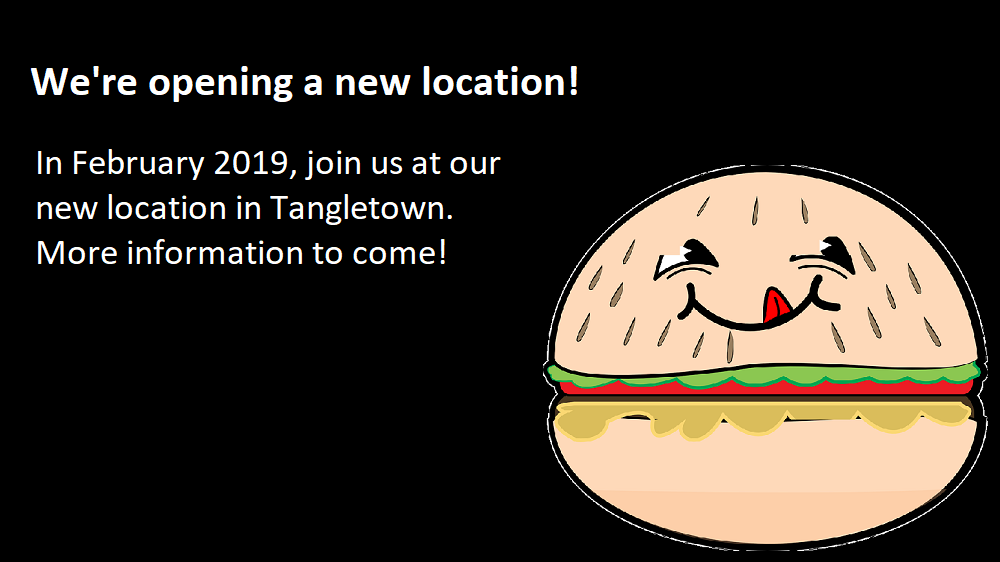 We're opening a new location!
In February 2019, join us at our
new location in Tangletown.
More information to come!